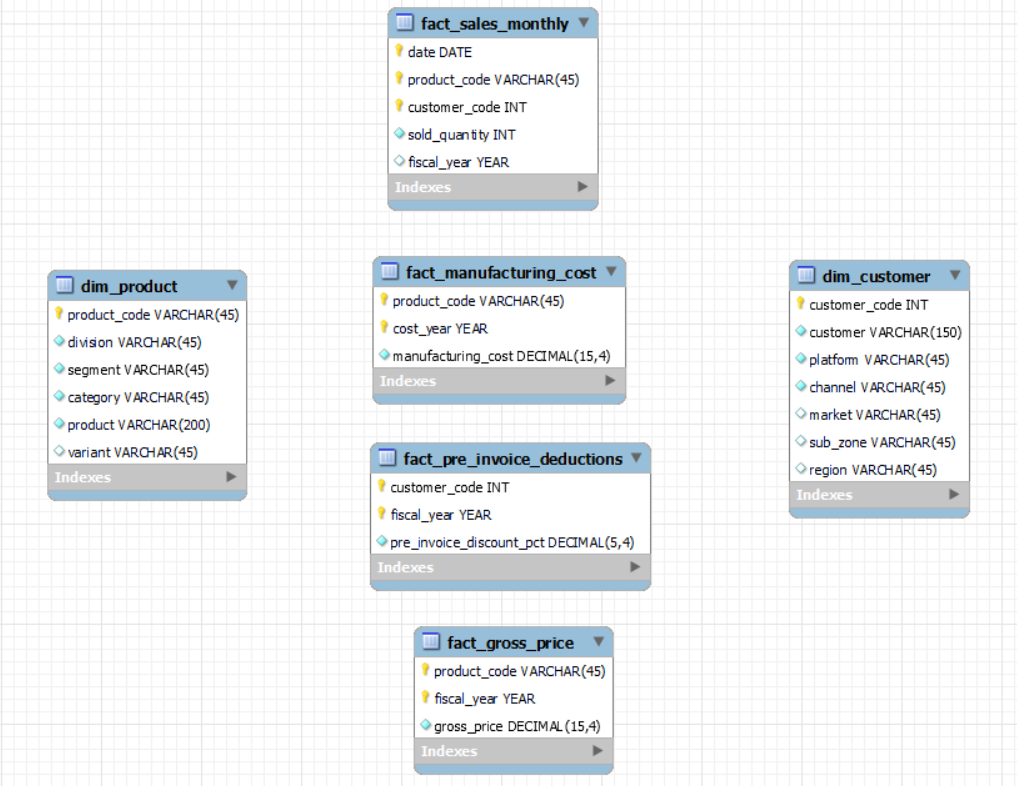 fact_sales_monthly
date DATE
product_code VARCHAR(45)
customer_code INT
sold_quantity INT
fiscal_year YEAR
Indexes
dim_product
product_code VARCHAR(45)
division VARCHAR(45)
segment VARCHAR(45)
category VARCHAR(45)
product VARCHAR(200)
variant VARCHAR(45)
Indexes
fact_manufacturing_cost
product_code VARCHAR(45)
cost_year YEAR
manufacturing_cost DECIMAL(15,4)
Indexes
dim_customer
customer_code INT
customer VARCHAR(150)
platform VARCHAR(45)
channel VARCHAR(45)
market VARCHAR(45)
sub_zone VARCHAR(45)
region VARCHAR(45)
Indexes
fact_pre_invoice_deductions
customer_code INT
fiscal_year YEAR
pre_invoice_discount_pct DECIMAL(5,4)
Indexes
fact_gross_price
product_code VARCHAR(45)
fiscal_year YEAR
gross_price DECIMAL(15,4)
Indexes